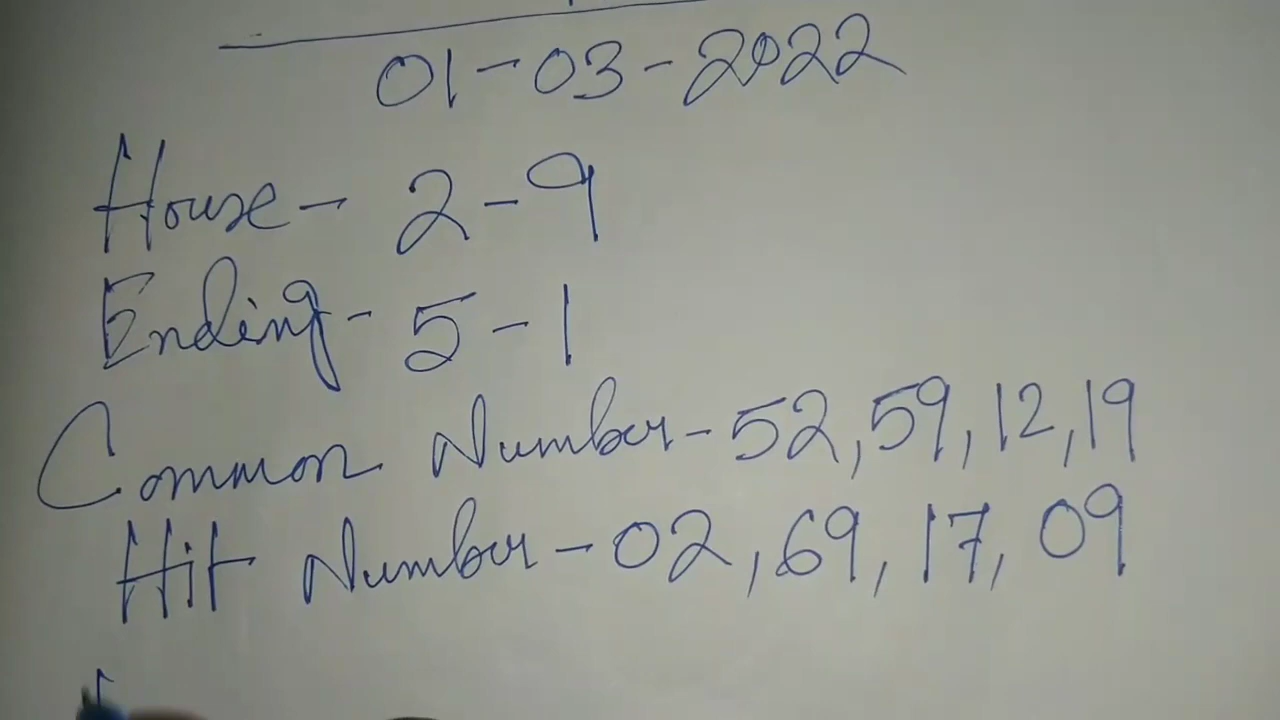 01-03-2022
House- 2-9
Ending- 5-1
Common Number-52,59,12,19
Hit Number-02,69,17,09